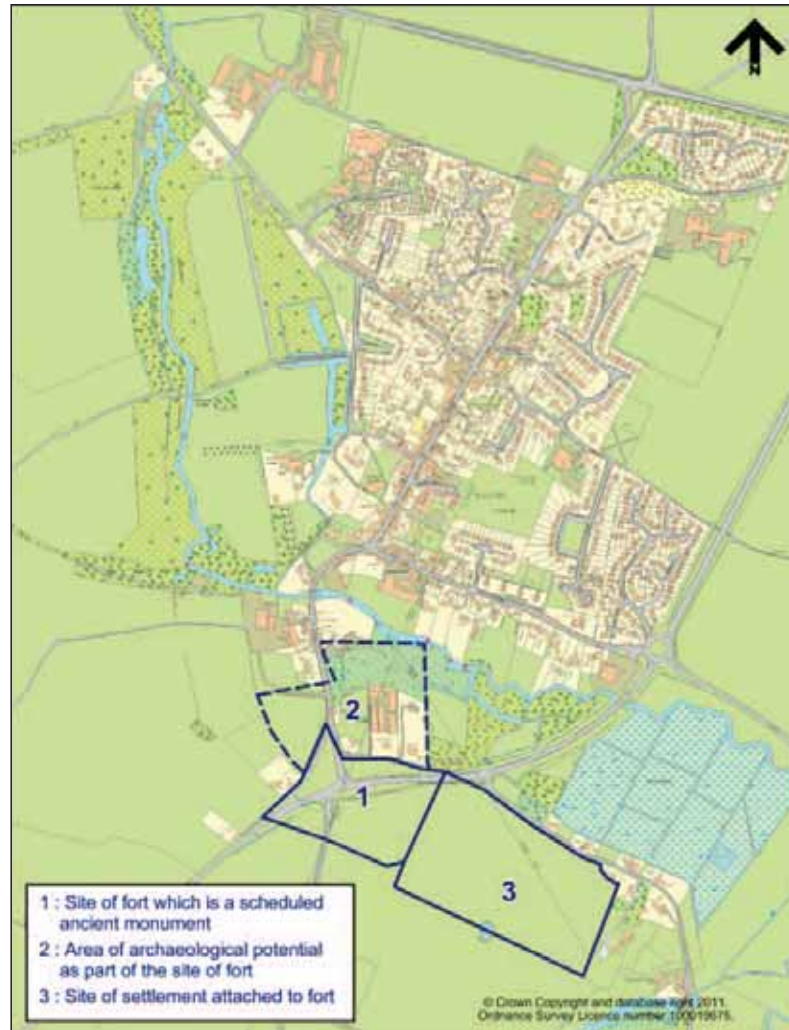 N
2
1
3
1 : Site of fort which is a scheduled
ancient monument
2 : Area of archaeological potential
as part of the site of fort
3 : Site of settlement attached to fort
© Crown Copyright and database right 2011.
Ordnance Survey Licence number 100019675.